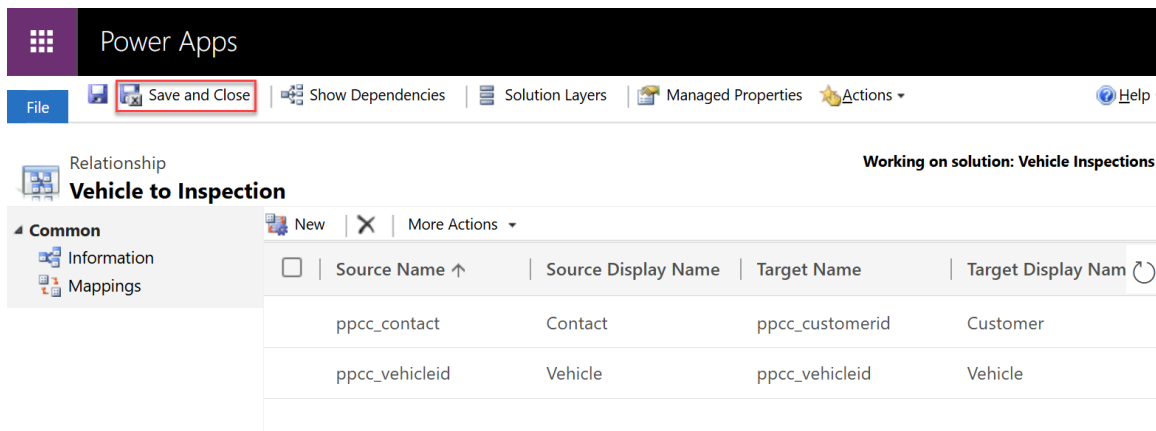 Power Apps
File
Save and Close
Show Dependencies
Solution Layers
Managed Properties
Actions
Help
Relationship
Working on solution: Vehicle Inspections
Vehicle to Inspection
Common
Information
Mappings
New
More Actions
Source Name
Source Display Name
Target Name
Target Display Nam
ppcc_contact
Contact
ppcc_customerid
Customer
ppcc_vehicleid
Vehicle
ppcc_vehicleid
Vehicle